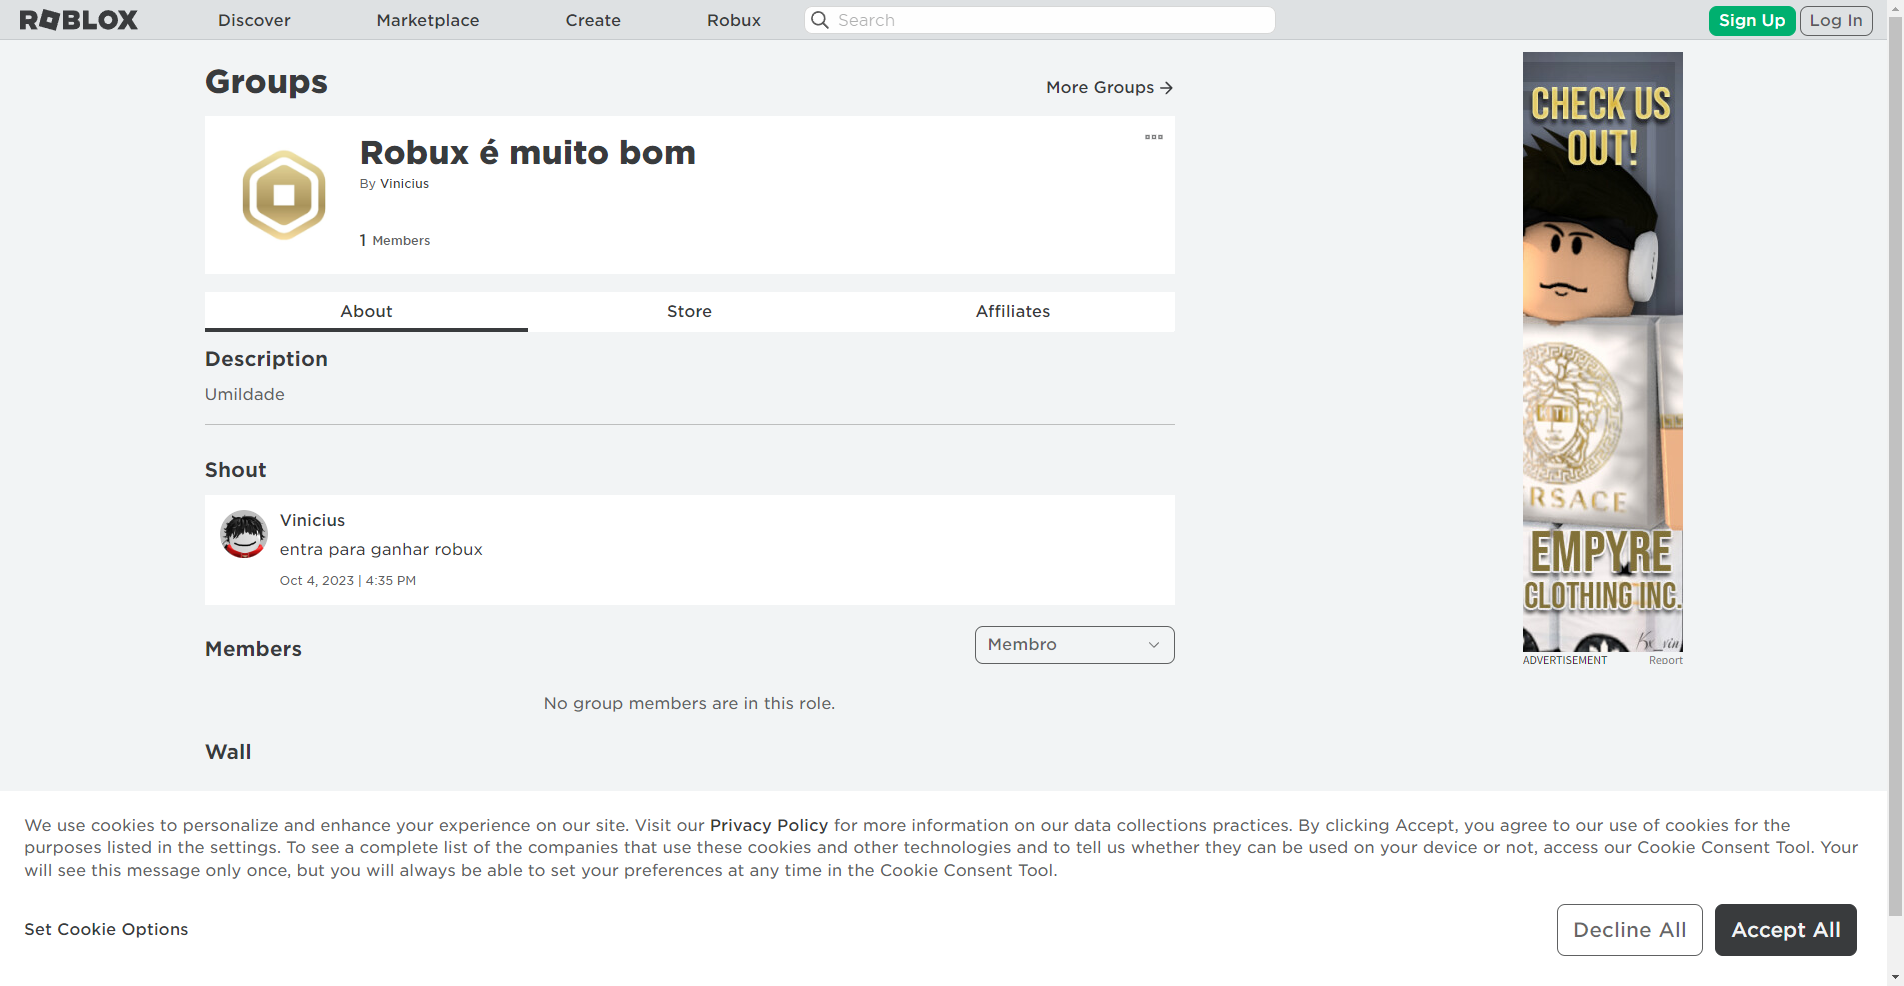 ROBLOX
Discover
Marketplace
Create
Robux
Search
Sign Up
Log In
Groups
More Groups
Robux é muito bom
By Vinicius
1 Members
About
Store
Affiliates
Description
Umildade
Shout
Vinicius
entra para ganhar robux
Oct 4, 2023 | 4:35 PM
Members
Membro
No group members are in this role.
Wall
CHECK US
OUT!
RSACE
EMPYRE
CLOTHING INC.
ADVERTISEMENT
Report
We use cookies to personalize and enhance your experience on our site. Visit our Privacy Policy for more information on our data collections practices. By clicking Accept, you agree to our use of cookies for the
purposes listed in the settings. To see a complete list of the companies that use these cookies and other technologies and to tell us whether they can be used on your device or not, access our Cookie Consent Tool. Your
will see this message only once, but you will always be able to set your preferences at any time in the Cookie Consent Tool.
Set Cookie Options
Decline All
Accept All